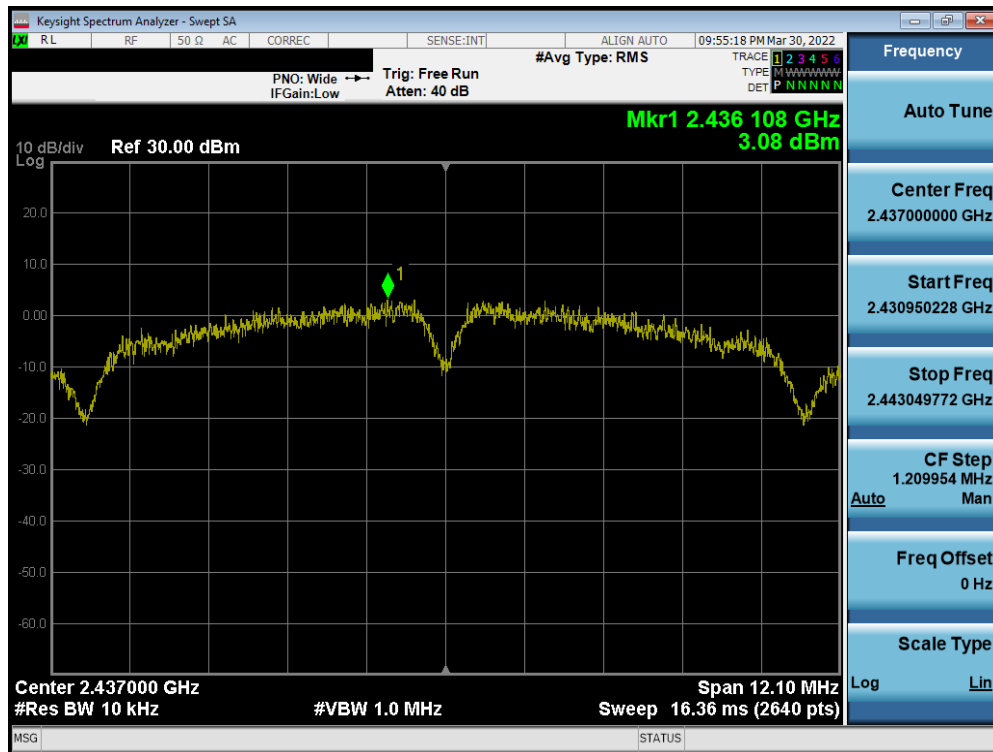 Keysight Spectrum Analyzer - Swept SA
LXI RL RF 50 Ω AC CORREC SENSE:INT ALIGN AUTO 09:55:18 PM Mar 30, 2022
#Avg Type: RMS TRACE 1 2 3 4 5 6
PNO: Wide Trig: Free Run TYPE M W W W W W
IFGain:Low Atten: 40 dB DET P N N N N N
Mkr1 2.436 108 GHz
3.08 dBm
10 dB/div Ref 30.00 dBm
Log
20.0
10.0
1
0.00
-10.0
-20.0
-30.0
-40.0
-50.0
-60.0
Center 2.437000 GHz Span 12.10 MHz
#Res BW 10 kHz #VBW 1.0 MHz Sweep 16.36 ms (2640 pts)
MSG STATUS
Frequency
Auto Tune
Center Freq
2.437000000 GHz
Start Freq
2.430950228 GHz
Stop Freq
2.443049772 GHz
CF Step
1.209954 MHz
Auto Man
Freq Offset
0 Hz
Scale Type
Log Lin